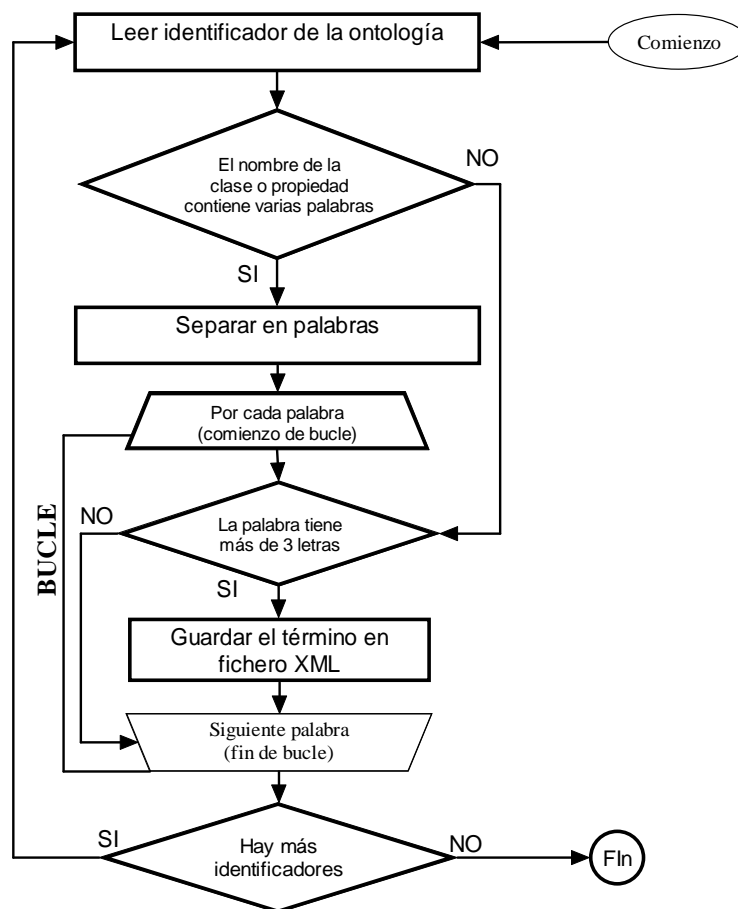 Leer identificador de la ontología
Comienzo
El nombre de la
clase o propiedad
contiene varias palabras
NO
SI
Separar en palabras
Por cada palabra
(comienzo de bucle)
BUCLE
NO
La palabra tiene
más de 3 letras
SI
Guardar el término en
fichero XML
Siguiente palabra
(fin de bucle)
SI
Hay más
identificadores
NO
FIn